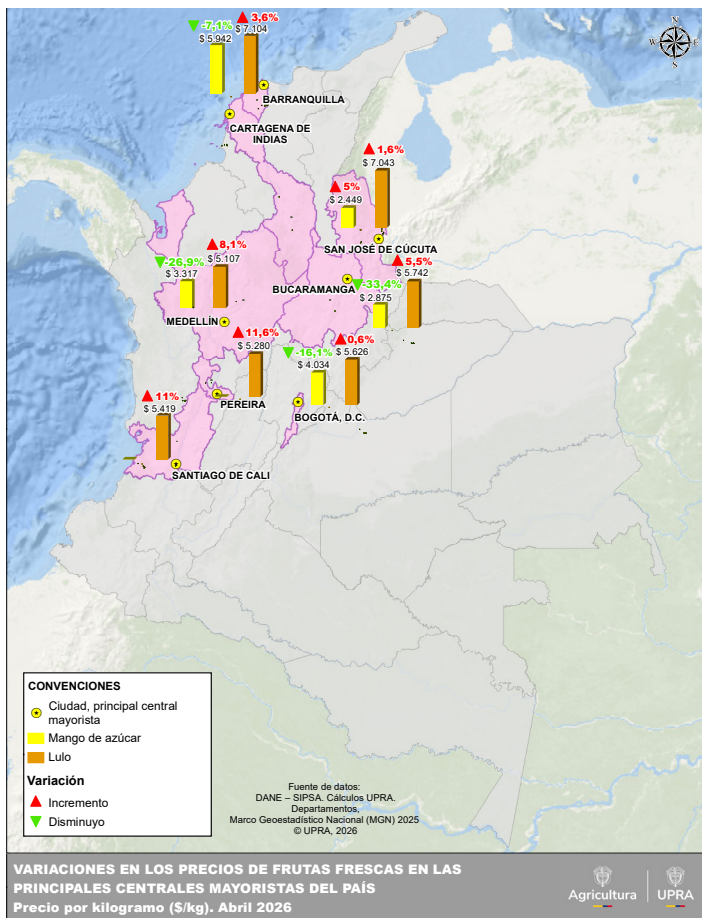 N
W
E
S
-7,1%
$ 5.942
3,6%
$ 7.104
BARRANQUILLA
CARTAGENA DE
INDIAS
1,6%
$ 7.043
5%
$ 2.449
SAN JOSÉ DE CÚCUTA
8,1%
$ 5.107
-26,9%
$ 3.317
MEDELLÍN
5,5%
$ 5.742
BUCARAMANGA
-33,4%
$ 2.875
11,6%
$ 5.280
PEREIRA
-16,1%
$ 4.034
0,6%
$ 5.626
BOGOTÁ, D.C.
11%
$ 5.419
SANTIAGO DE CALI
CONVENCIONES
Ciudad, principal central
mayorista
Mango de azúcar
Lulo
Variación
Incremento
Disminuyo
Fuente de datos:
DANE – SIPSA. Cálculos UPRA.
Departamentos,
Marco Geoestadístico Nacional (MGN) 2025
© UPRA, 2026
VARIACIONES EN LOS PRECIOS DE FRUTAS FRESCAS EN LAS
PRINCIPALES CENTRALES MAYORISTAS DEL PAÍS
Precio por kilogramo ($/kg). Abril 2026
Agricultura
UPRA